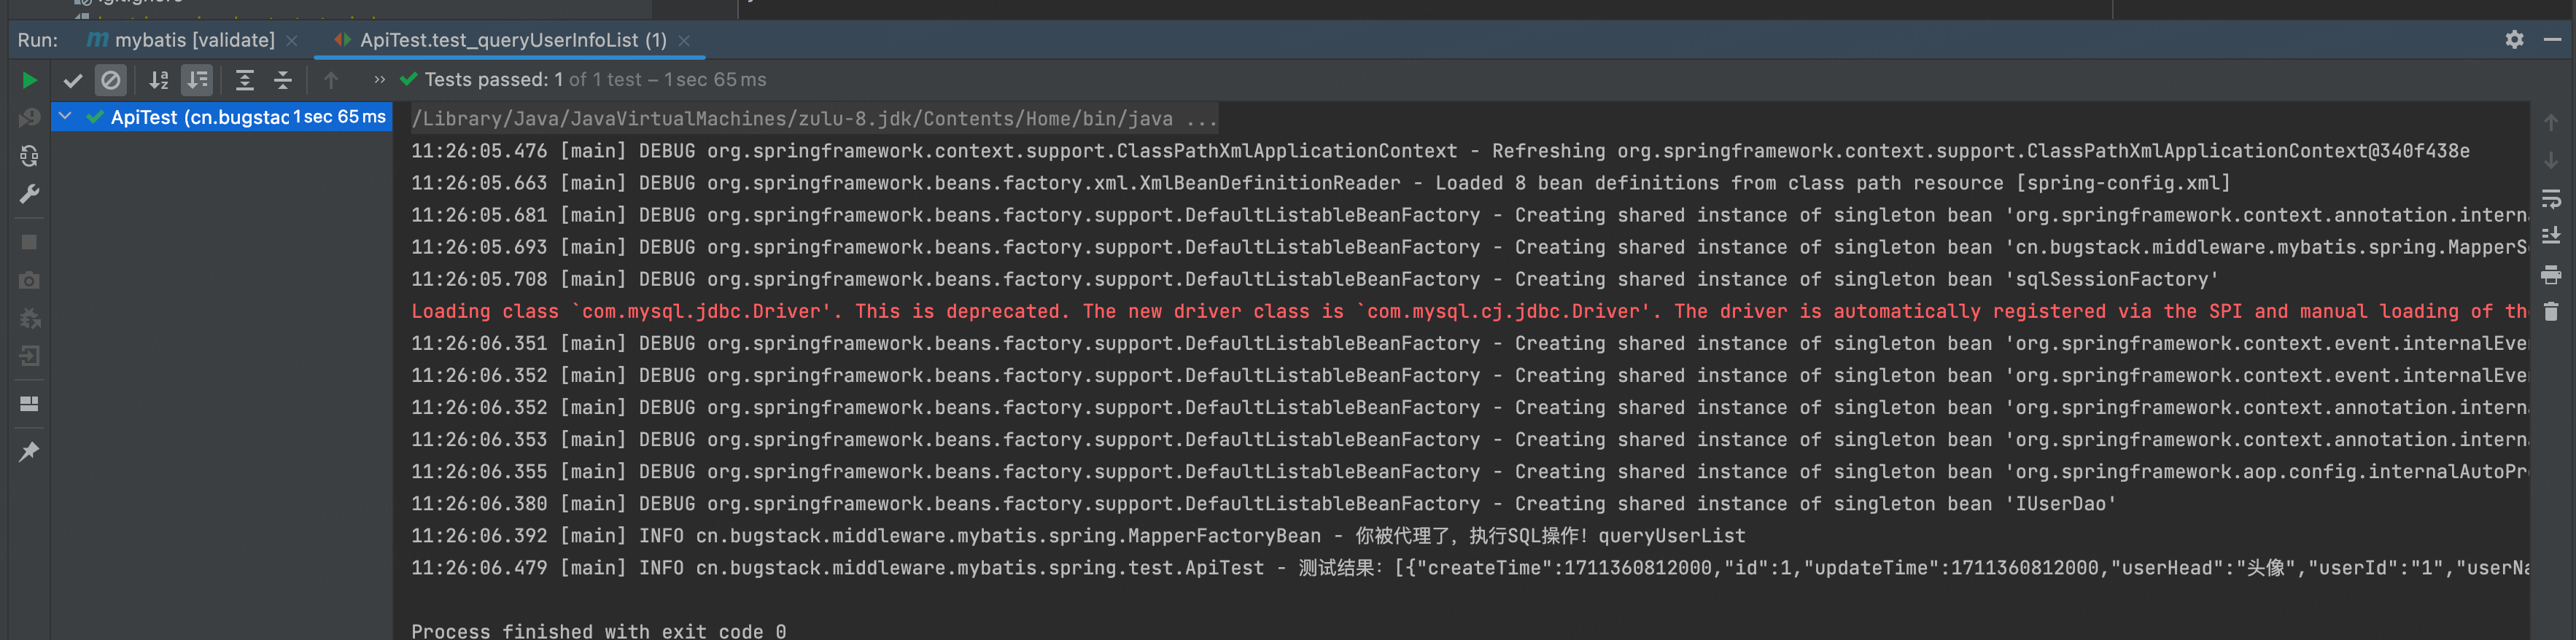 Run: mybatis [validate] ApiTest.test_queryUserInfoList (1)
Tests passed: 1 of 1 test – 1 sec 65 ms
ApiTest (cn.bugstac 1 sec 65 ms
/Library/Java/JavaVirtualMachines/zulu-8.jdk/Contents/Home/bin/java ...
11:26:05.476 [main] DEBUG org.springframework.context.support.ClassPathXmlApplicationContext - Refreshing org.springframework.context.support.ClassPathXmlApplicationContext@340f438e
11:26:05.663 [main] DEBUG org.springframework.beans.factory.xml.XmlBeanDefinitionReader - Loaded 8 bean definitions from class path resource [spring-config.xml]
11:26:05.681 [main] DEBUG org.springframework.beans.factory.support.DefaultListableBeanFactory - Creating shared instance of singleton bean 'org.springframework.context.annotation.interna
11:26:05.693 [main] DEBUG org.springframework.beans.factory.support.DefaultListableBeanFactory - Creating shared instance of singleton bean 'cn.bugstack.middleware.mybatis.spring.MapperS
11:26:05.708 [main] DEBUG org.springframework.beans.factory.support.DefaultListableBeanFactory - Creating shared instance of singleton bean 'sqlSessionFactory'
Loading class `com.mysql.jdbc.Driver'. This is deprecated. The new driver class is `com.mysql.cj.jdbc.Driver'. The driver is automatically registered via the SPI and manual loading of th
11:26:06.351 [main] DEBUG org.springframework.beans.factory.support.DefaultListableBeanFactory - Creating shared instance of singleton bean 'org.springframework.context.event.internalEve
11:26:06.352 [main] DEBUG org.springframework.beans.factory.support.DefaultListableBeanFactory - Creating shared instance of singleton bean 'org.springframework.context.event.internalEve
11:26:06.352 [main] DEBUG org.springframework.beans.factory.support.DefaultListableBeanFactory - Creating shared instance of singleton bean 'org.springframework.context.annotation.interna
11:26:06.353 [main] DEBUG org.springframework.beans.factory.support.DefaultListableBeanFactory - Creating shared instance of singleton bean 'org.springframework.context.annotation.interna
11:26:06.355 [main] DEBUG org.springframework.beans.factory.support.DefaultListableBeanFactory - Creating shared instance of singleton bean 'org.springframework.aop.config.internalAutoPr
11:26:06.380 [main] DEBUG org.springframework.beans.factory.support.DefaultListableBeanFactory - Creating shared instance of singleton bean 'IUserDao'
11:26:06.392 [main] INFO cn.bugstack.middleware.mybatis.spring.MapperFactoryBean - 你被代理了，执行SQL操作！queryUserList
11:26:06.479 [main] INFO cn.bugstack.middleware.mybatis.spring.test.ApiTest - 测试结果：[{"createTime":1711360812000,"id":1,"updateTime":1711360812000,"userHead":"头像","userId":"1","userNa
Process finished with exit code 0